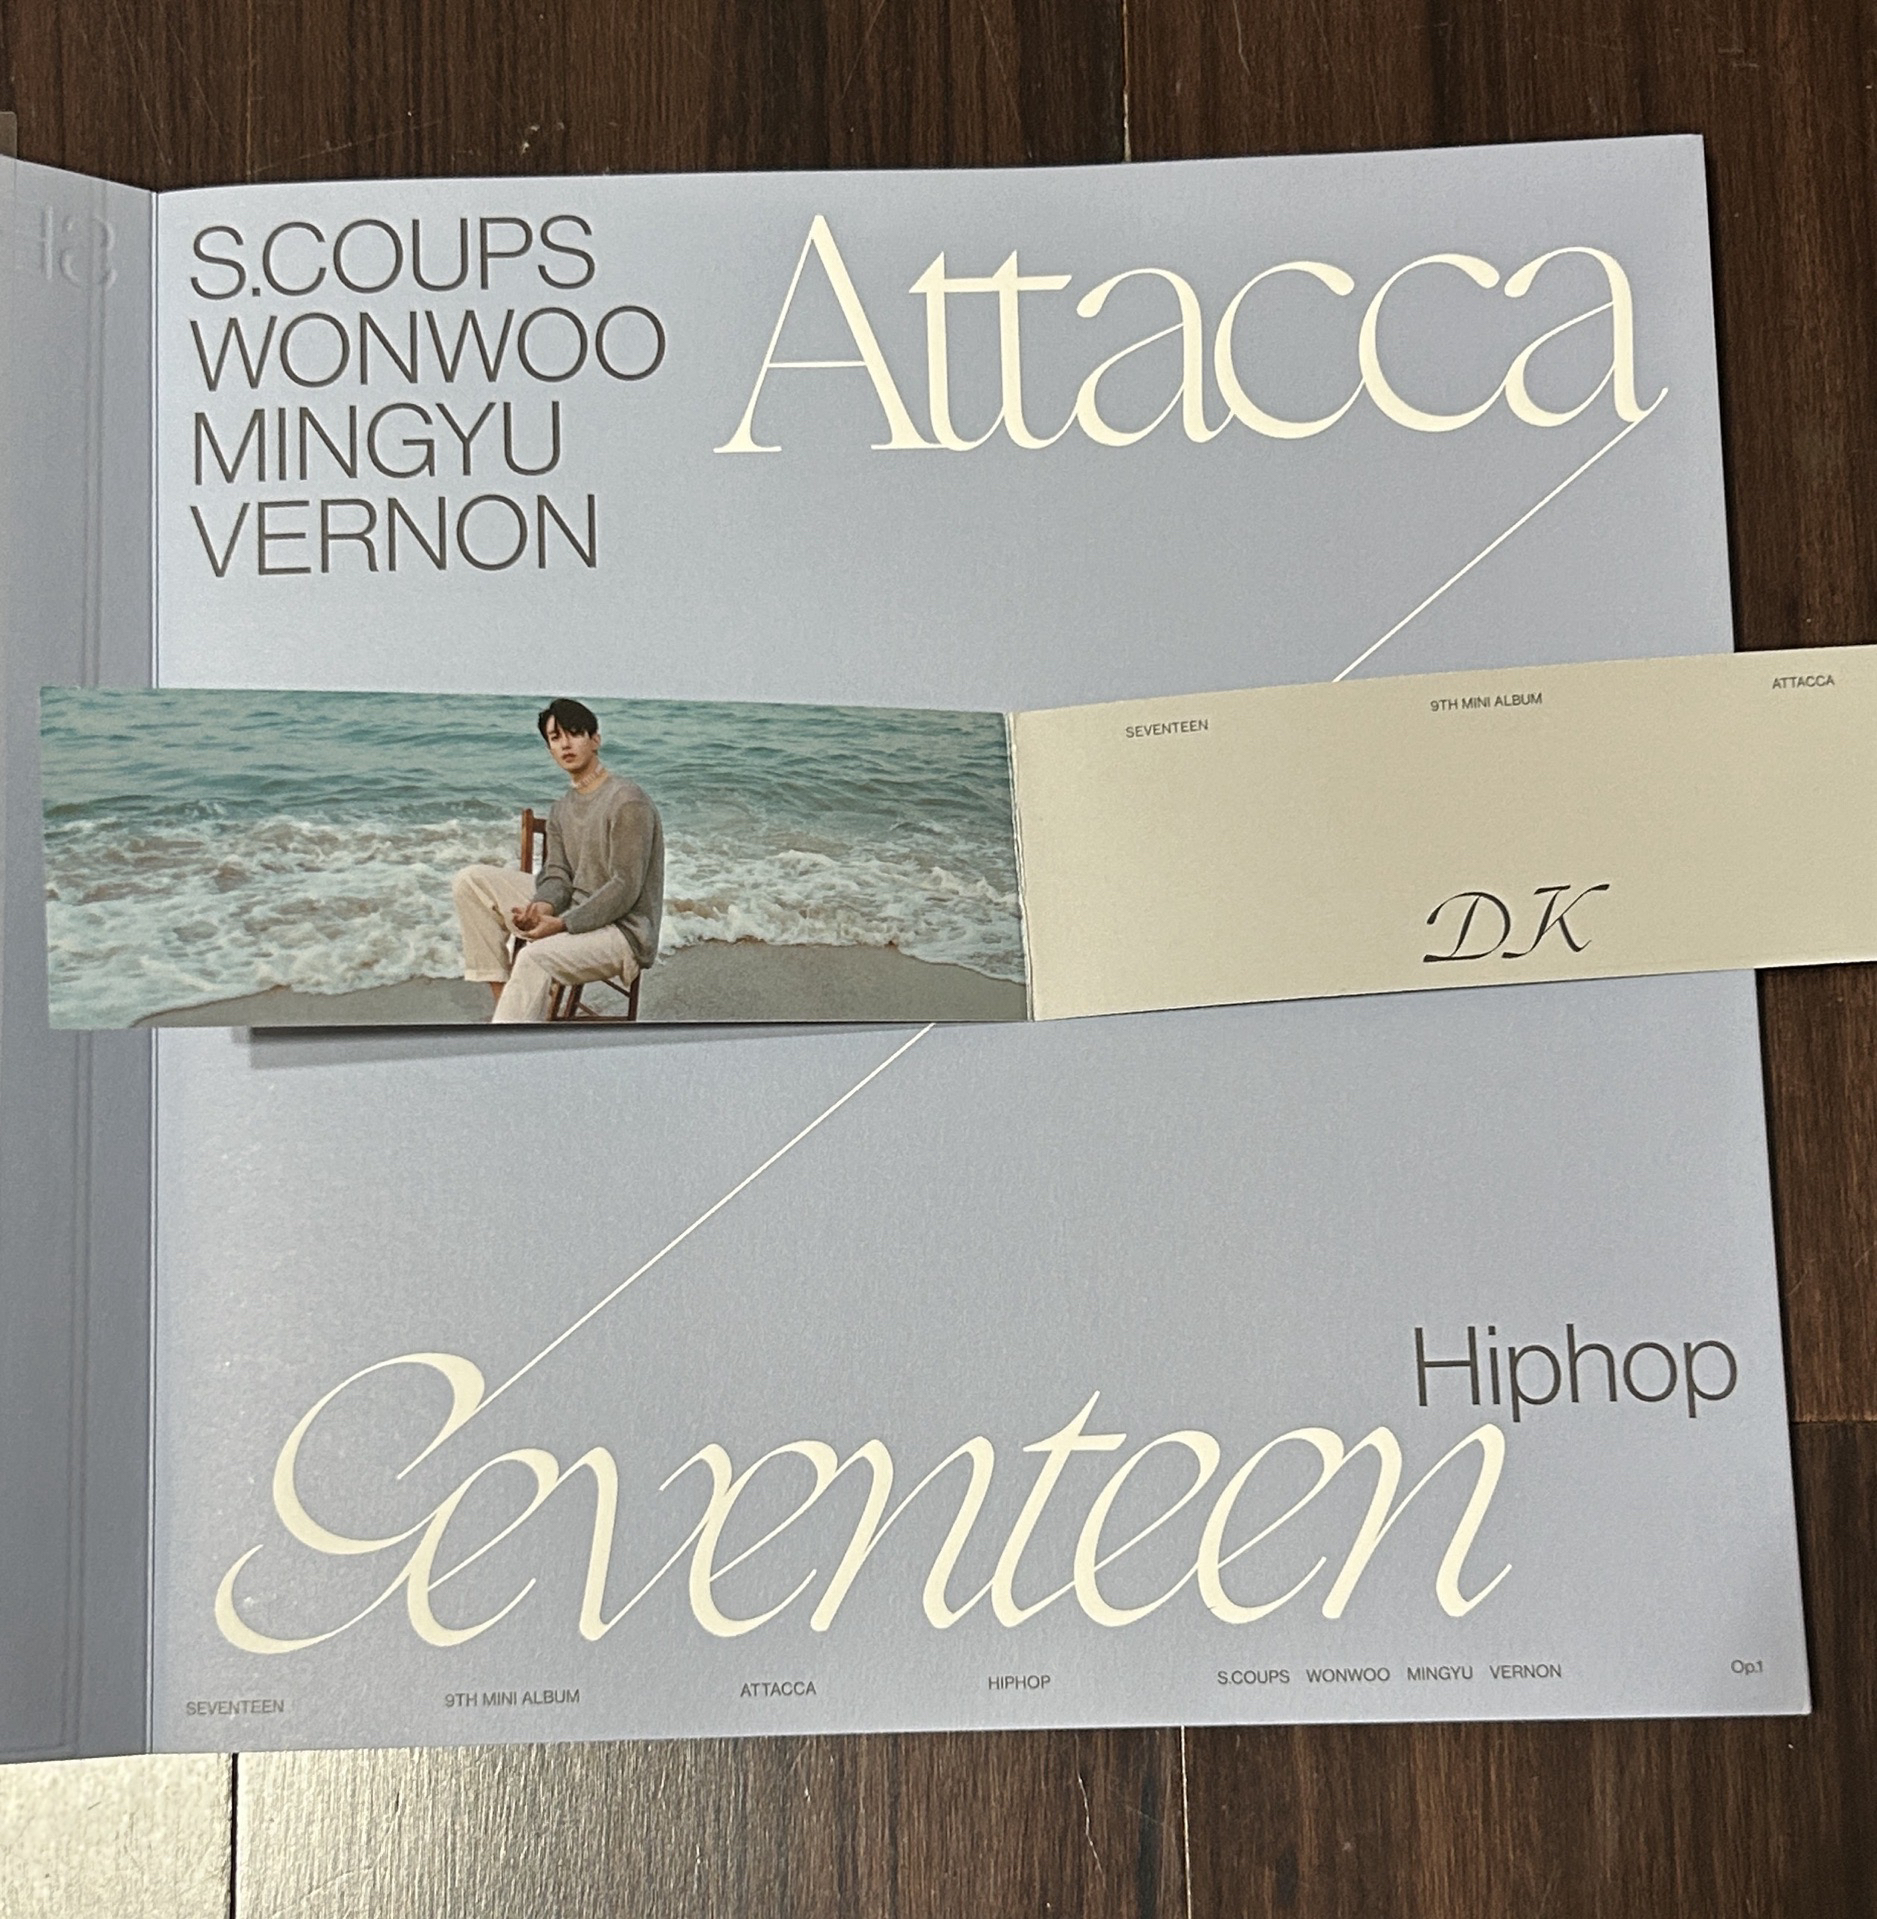 S.COUPS
WONWOO
MINGYU
VERNON
Attacca
SEVENTEEN 9TH MINI ALBUM ATTACCA
DK
Hiphop
Seventeen
SEVENTEEN 9TH MINI ALBUM ATTACCA HIPHOP S.COUPS WONWOO MINGYU VERNON Op.1